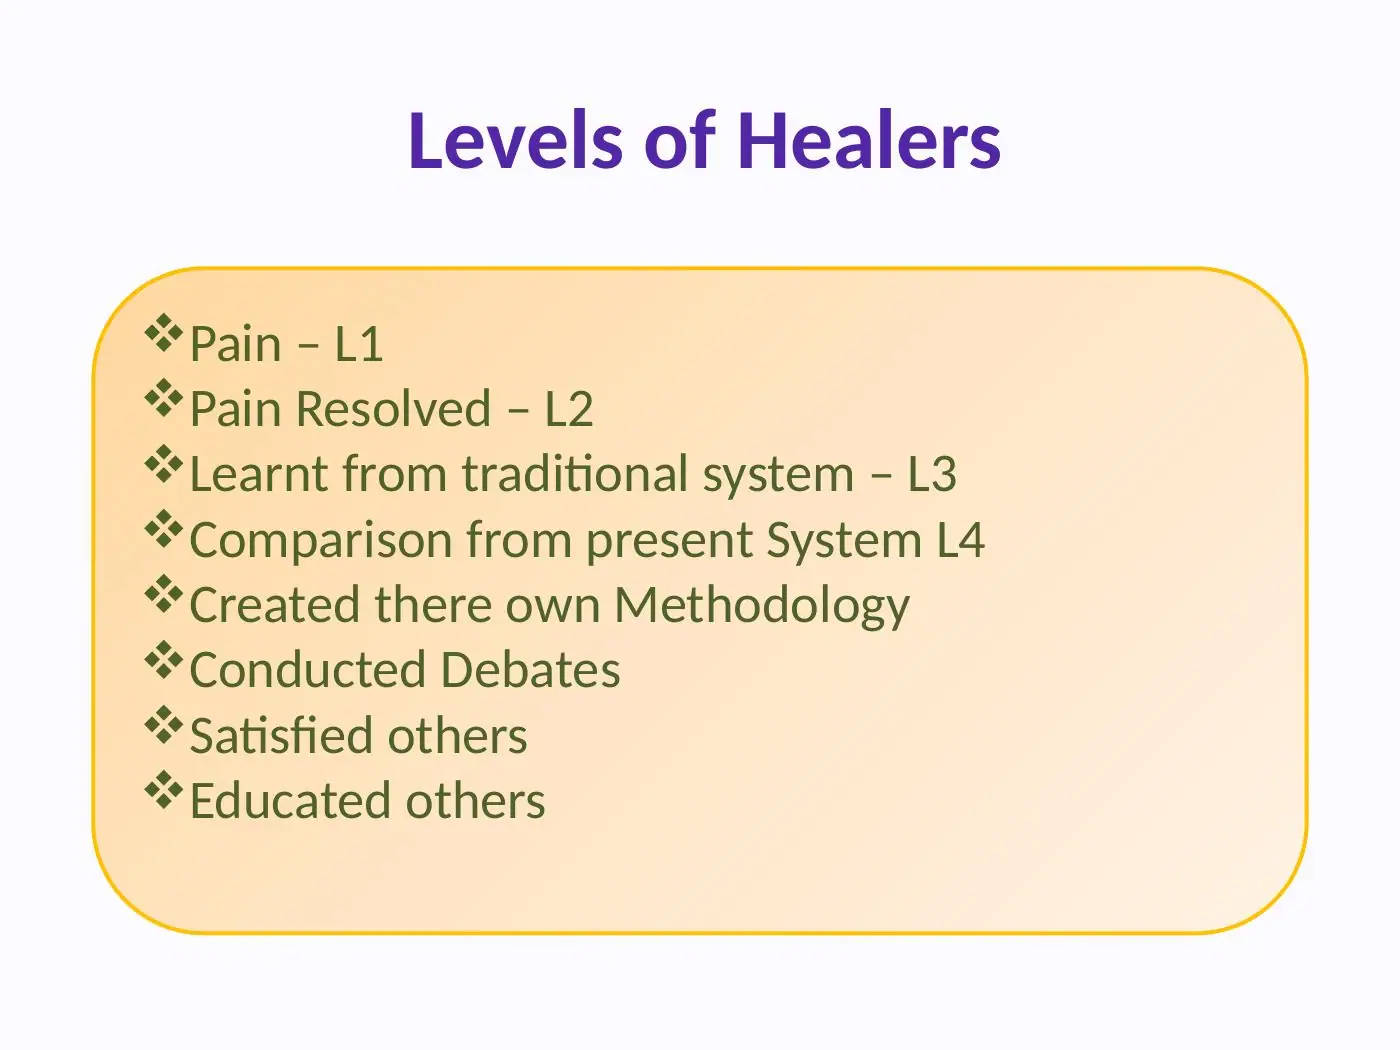 Levels of Healers
❖Pain – L1
❖Pain Resolved – L2
❖Learnt from traditional system – L3
❖Comparison from present System L4
❖Created there own Methodology
❖Conducted Debates
❖Satisfied others
❖Educated others